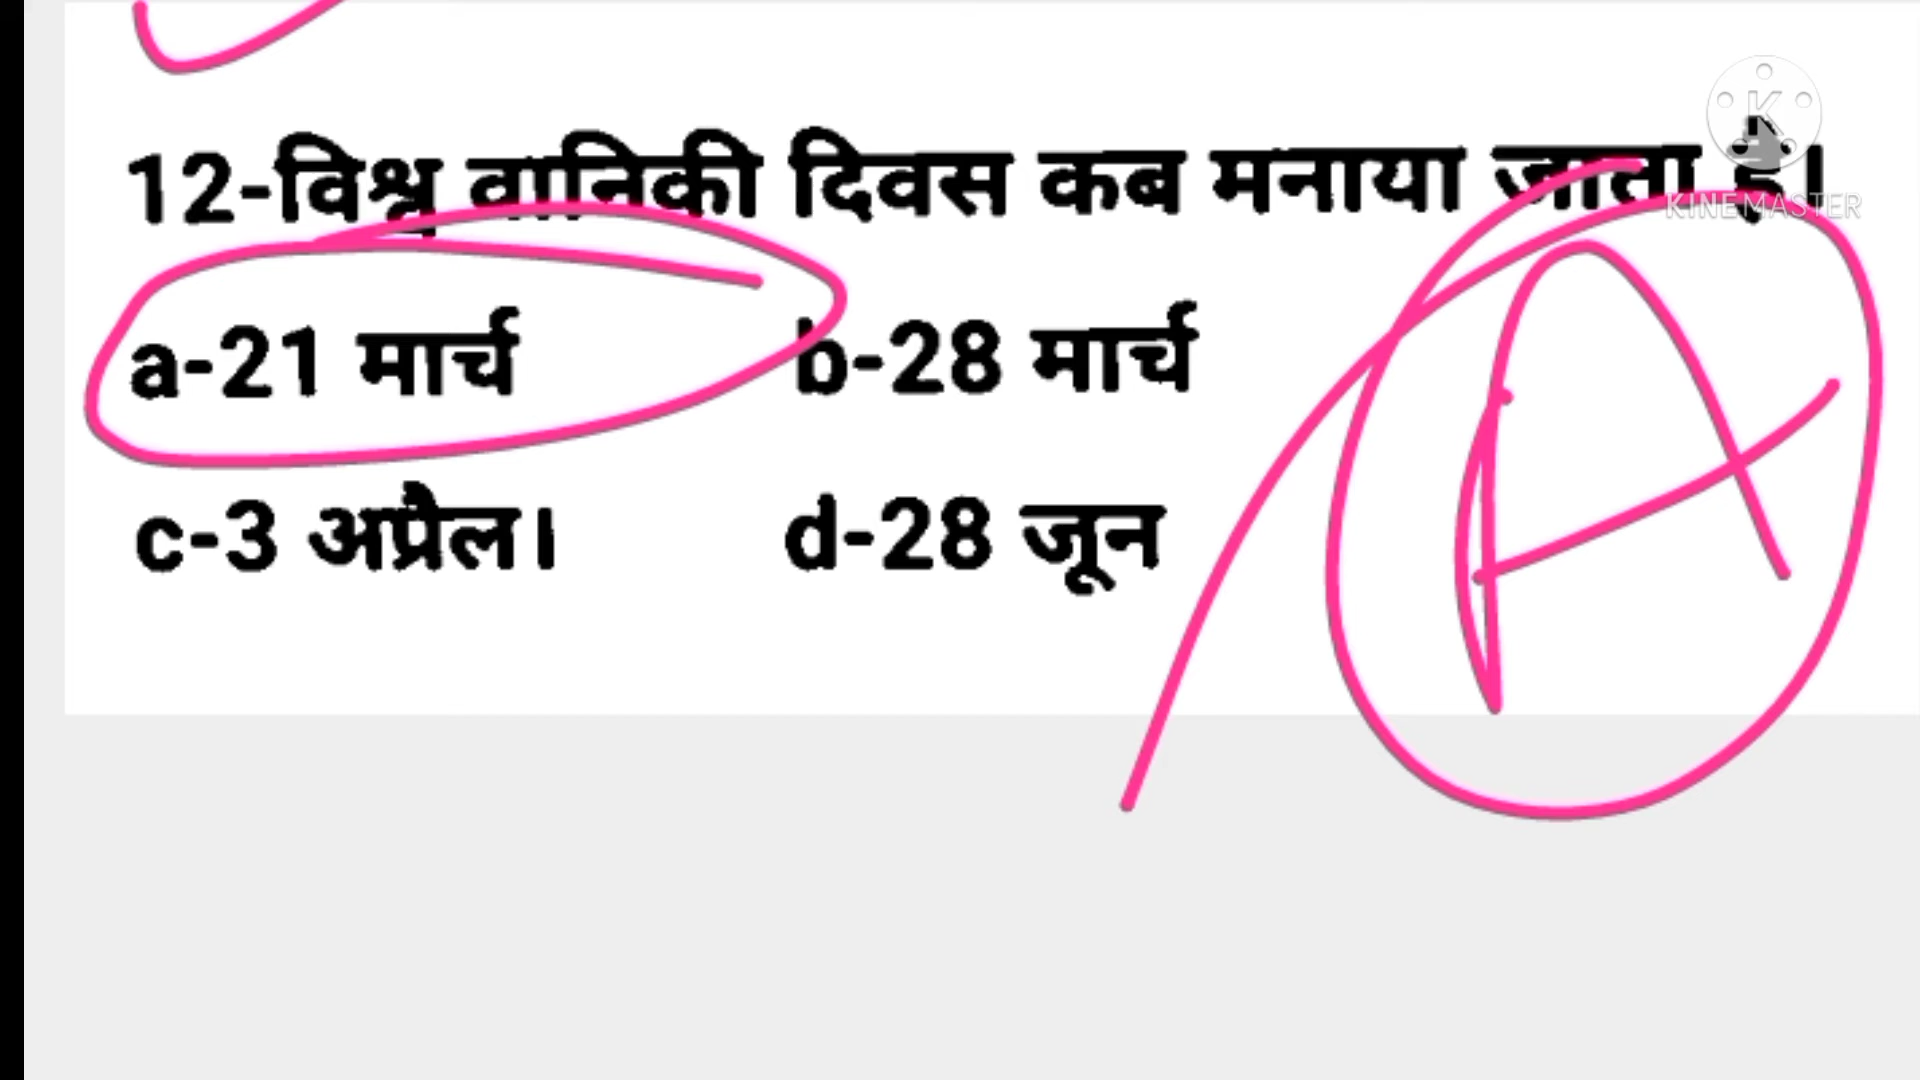 12-विश्व वानिकी दिवस कब मनाया जाता है।
a-21 मार्च b-28 मार्च
c-3 अप्रैल। d-28 जून
A
K
KINEMASTER